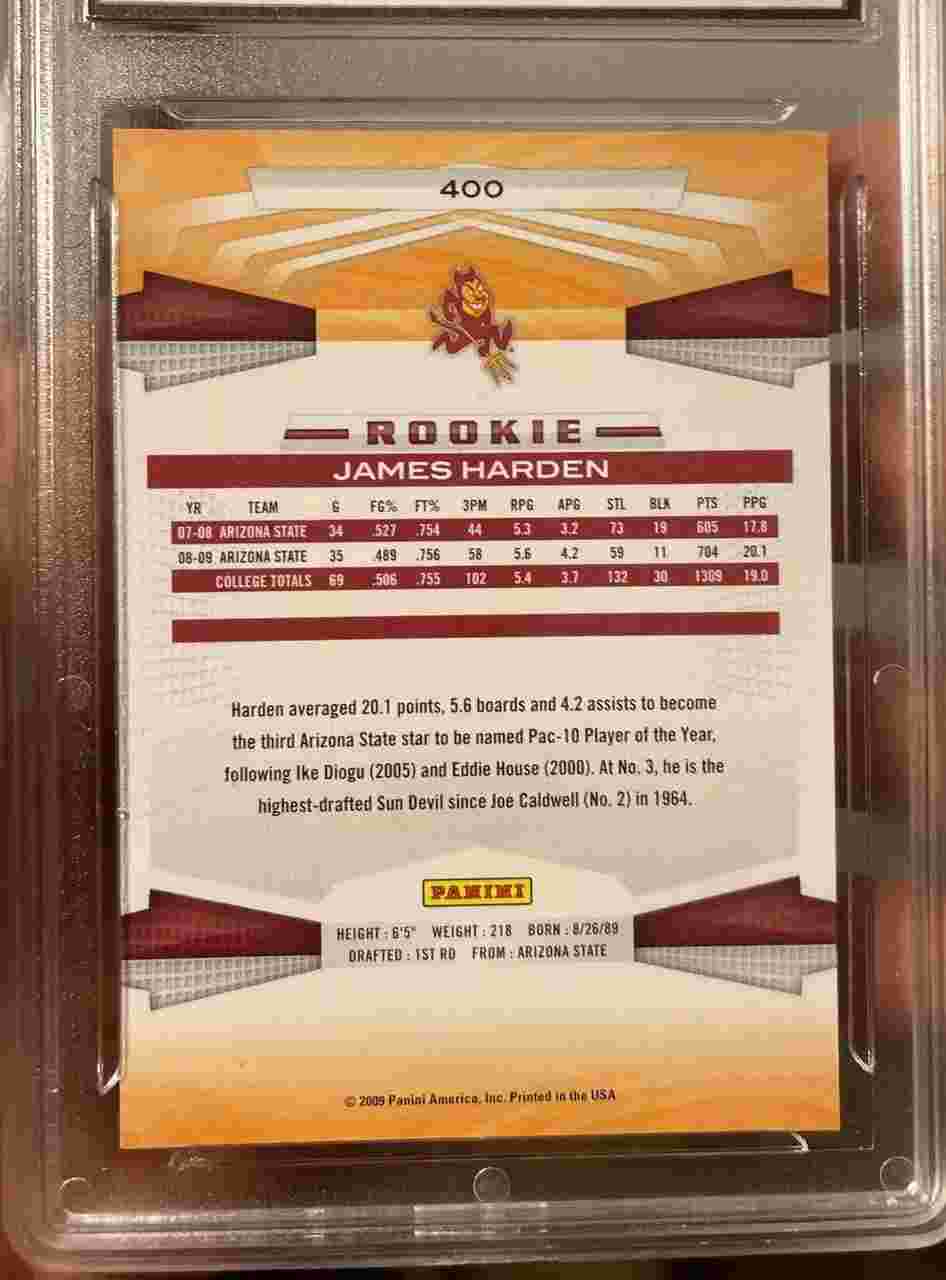 400
ROOKIE
JAMES HARDEN
YR TEAM G FG% FT% 3PM RPG APG STL BLK PTS PPG
07-08 ARIZONA STATE 34 .527 .754 44 5.3 3.2 73 19 605 17.8
08-09 ARIZONA STATE 35 .489 .756 58 5.6 4.2 59 11 704 20.1
COLLEGE TOTALS 69 .506 .755 102 5.4 3.7 132 30 1309 19.0
Harden averaged 20.1 points, 5.6 boards and 4.2 assists to become
the third Arizona State star to be named Pac-10 Player of the Year,
following Ike Diogu (2005) and Eddie House (2000). At No. 3, he is the
highest-drafted Sun Devil since Joe Caldwell (No. 2) in 1964.
PANINI
HEIGHT : 6'5" WEIGHT : 218 BORN : 8/26/89
DRAFTED : 1ST RD FROM : ARIZONA STATE
© 2009 Panini America, Inc. Printed in the USA